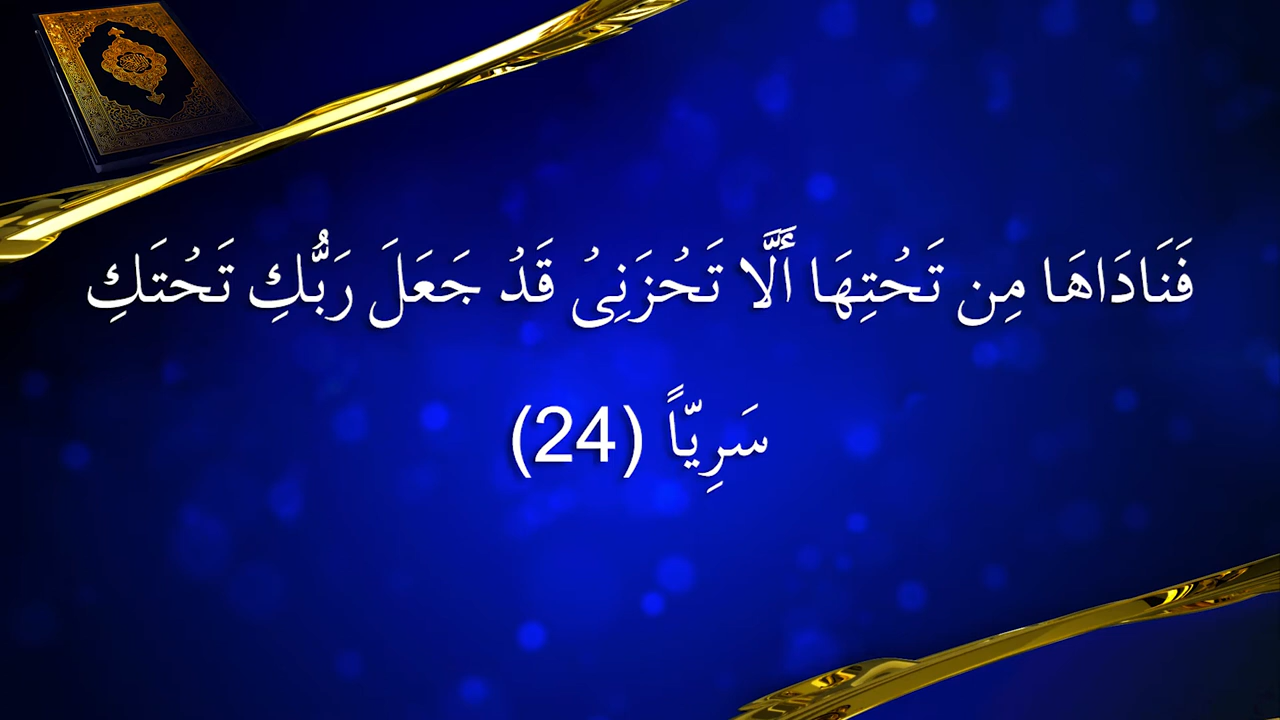 فَنَادَاهَا مِن تَحْتِهَا أَلَّا تَحْزَنِىْ قَدْ جَعَلَ رَبُّكِ تَحْتَكِ
سَرِيّاً (24)